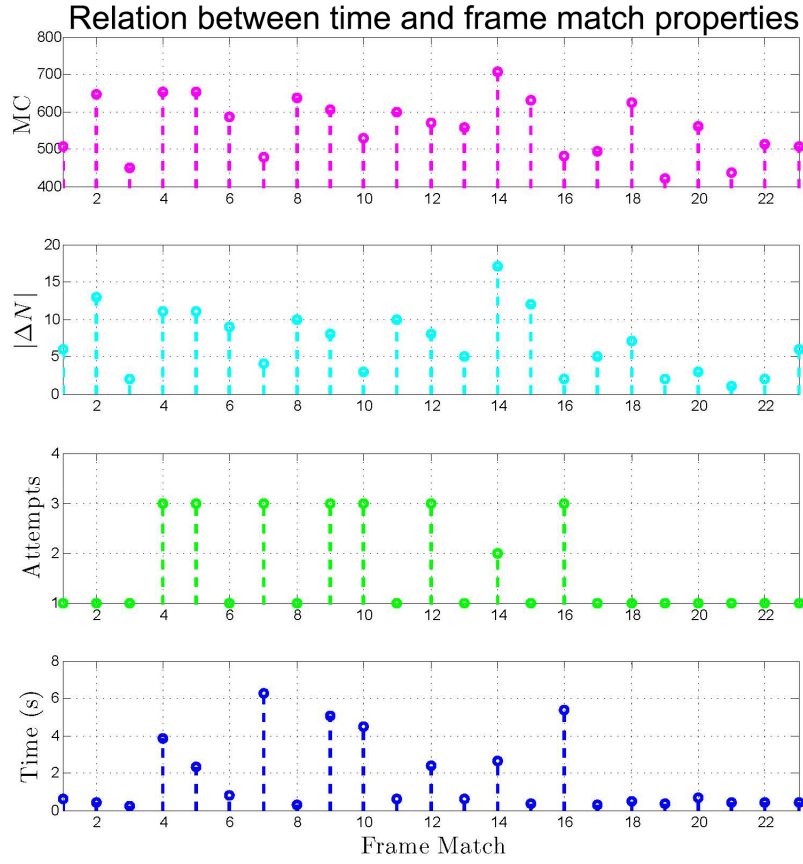 Relation between time and frame match properties
MC
800
700
600
500
400
2 4 6 8 10 12 14 16 18 20 22
|ΔN|
20
15
10
5
0
2 4 6 8 10 12 14 16 18 20 22
Attempts
4
3
2
1
2 4 6 8 10 12 14 16 18 20 22
Time (s)
8
6
4
2
0
2 4 6 8 10 12 14 16 18 20 22
Frame Match